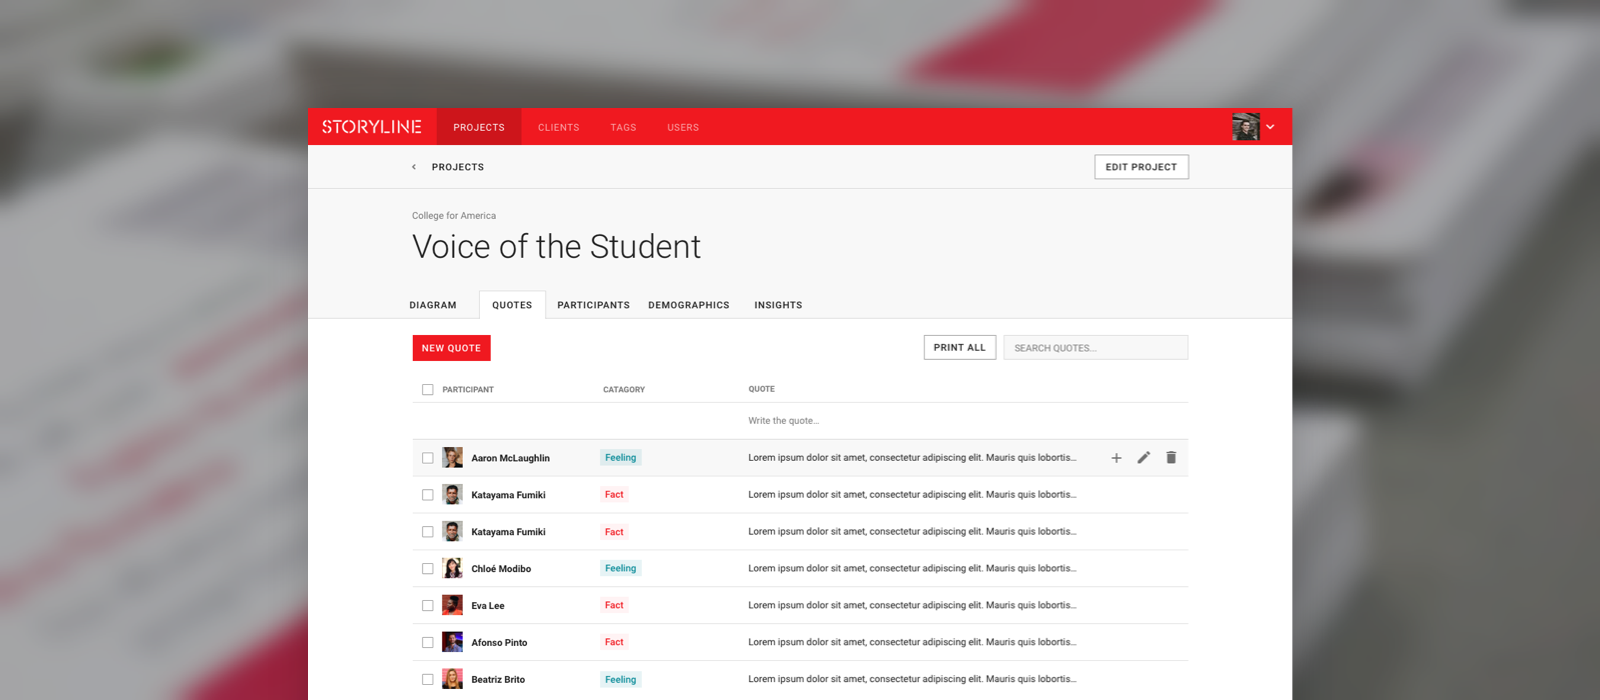 STORYLINE PROJECTS CLIENTS TAGS USERS
PROJECTS EDIT PROJECT
College for America
Voice of the Student
DIAGRAM QUOTES PARTICIPANTS DEMOGRAPHICS INSIGHTS
NEW QUOTE PRINT ALL SEARCH QUOTES...
PARTICIPANT CATAGORY QUOTE
Write the quote...
Aaron McLaughlin Feeling Lorem ipsum dolor sit amet, consectetur adipiscing elit. Mauris quis lobortis...
Katayama Fumiki Fact Lorem ipsum dolor sit amet, consectetur adipiscing elit. Mauris quis lobortis...
Katayama Fumiki Fact Lorem ipsum dolor sit amet, consectetur adipiscing elit. Mauris quis lobortis...
Chloé Modibo Feeling Lorem ipsum dolor sit amet, consectetur adipiscing elit. Mauris quis lobortis...
Eva Lee Fact Lorem ipsum dolor sit amet, consectetur adipiscing elit. Mauris quis lobortis...
Afonso Pinto Fact Lorem ipsum dolor sit amet, consectetur adipiscing elit. Mauris quis lobortis...
Beatriz Brito Feeling Lorem ipsum dolor sit amet, consectetur adipiscing elit. Mauris quis lobortis...